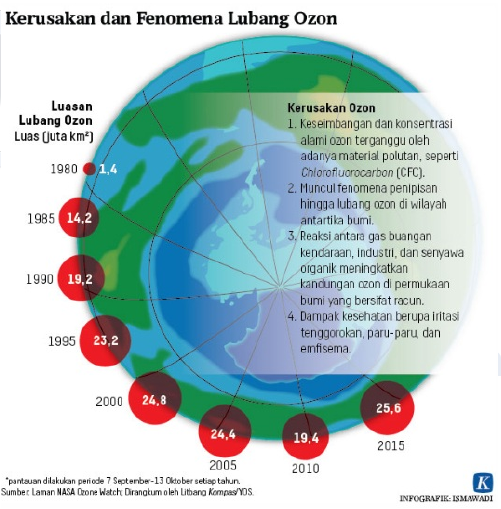 Kerusakan dan Fenomena Lubang Ozon
Luasan
Lubang Ozon
Luas (juta km²)
1980 1,4
1985 14,2
1990 19,2
1995 23,2
2000 24,8
24,4
2005
19,4
2010
25,6
2015
Kerusakan Ozon
1. Keseimbangan dan konsentrasi
alami ozon terganggu oleh
adanya material polutan, seperti
Chlorofluorocarbon (CFC).
2. Muncul fenomena penipisan
hingga lubang ozon di wilayah
antartika bumi.
3. Reaksi antara gas buangan
kendaraan, industri, dan senyawa
organik meningkatkan
kandungan ozon di permukaan
bumi yang bersifat racun.
4. Dampak kesehatan berupa iritasi
tenggorokan, paru-paru, dan
emfisema.
*pantauan dilakukan periode 7 September-13 Oktober setiap tahun.
Sumber: Laman NASA Ozone Watch; Dirangkum oleh Litbang Kompas/YOS.
K
INFOGRAFIK: ISMAWADI